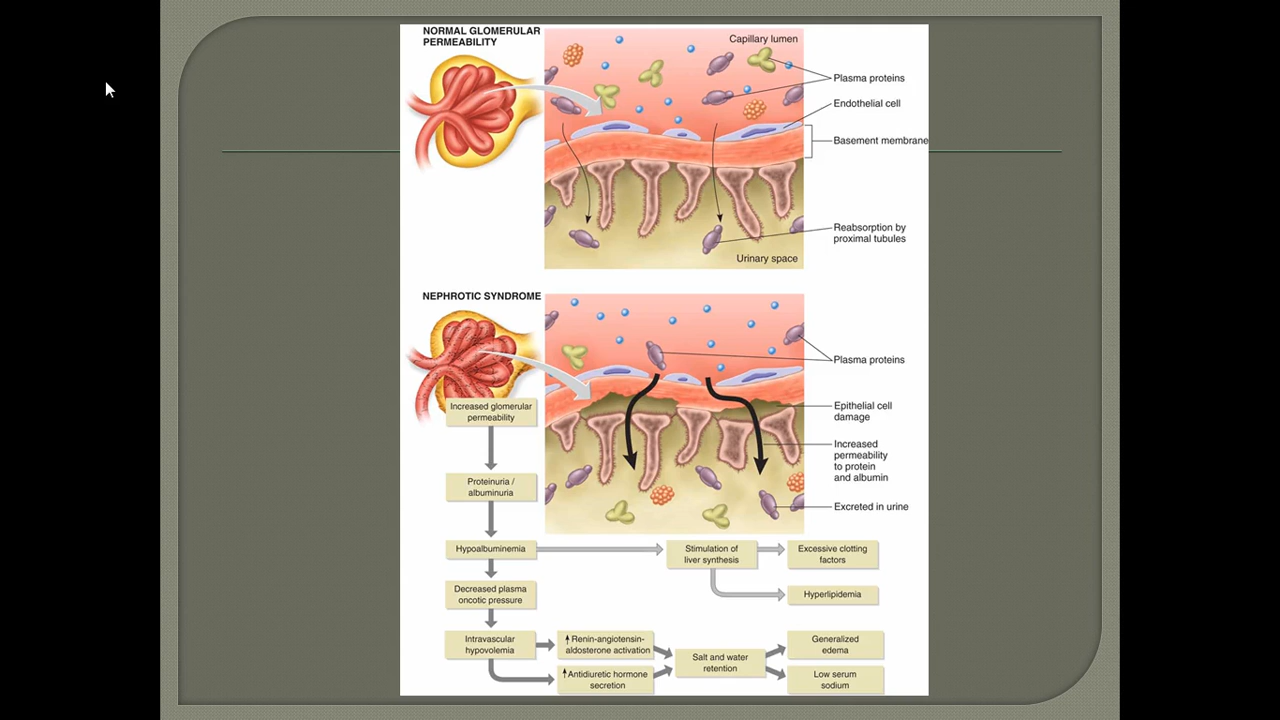 NORMAL GLOMERULAR
PERMEABILITY
Capillary lumen
Plasma proteins
Endothelial cell
Basement membrane
Reabsorption by
proximal tubules
Urinary space
NEPHROTIC SYNDROME
Plasma proteins
Epithelial cell
damage
Increased
permeability
to protein
and albumin
Excreted in urine
Increased glomerular
permeability
Proteinuria /
albuminuria
Hypoalbuminemia
Stimulation of
liver synthesis
Excessive clotting
factors
Hyperlipidemia
Decreased plasma
oncotic pressure
Intravascular
hypovolemia
↑Renin-angiotensin-
aldosterone activation
↑Antidiuretic hormone
secretion
Salt and water
retention
Generalized
edema
Low serum
sodium